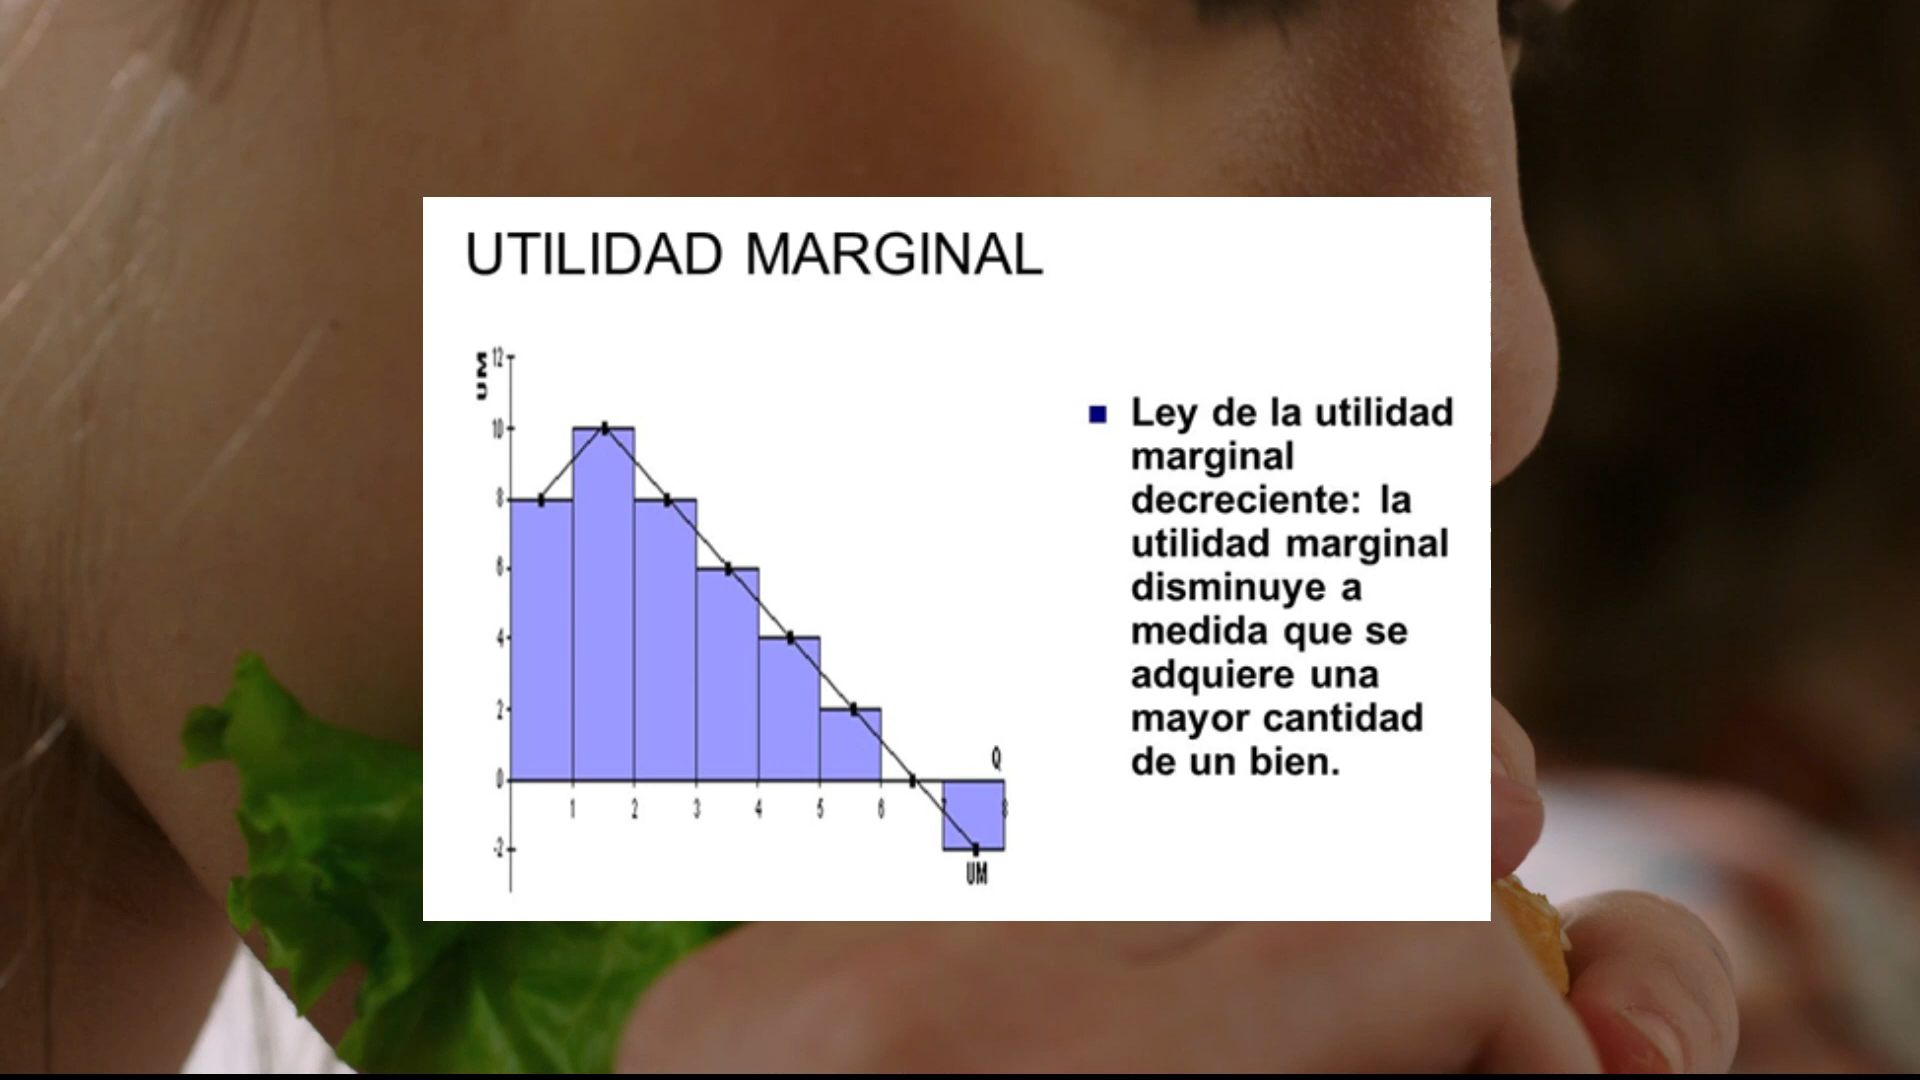 UTILIDAD MARGINAL
UM
12
10
8
6
4
2
0
-2
1 2 3 4 5 6 7 8
Q
UM
Ley de la utilidad
marginal
decreciente: la
utilidad marginal
disminuye a
medida que se
adquiere una
mayor cantidad
de un bien.